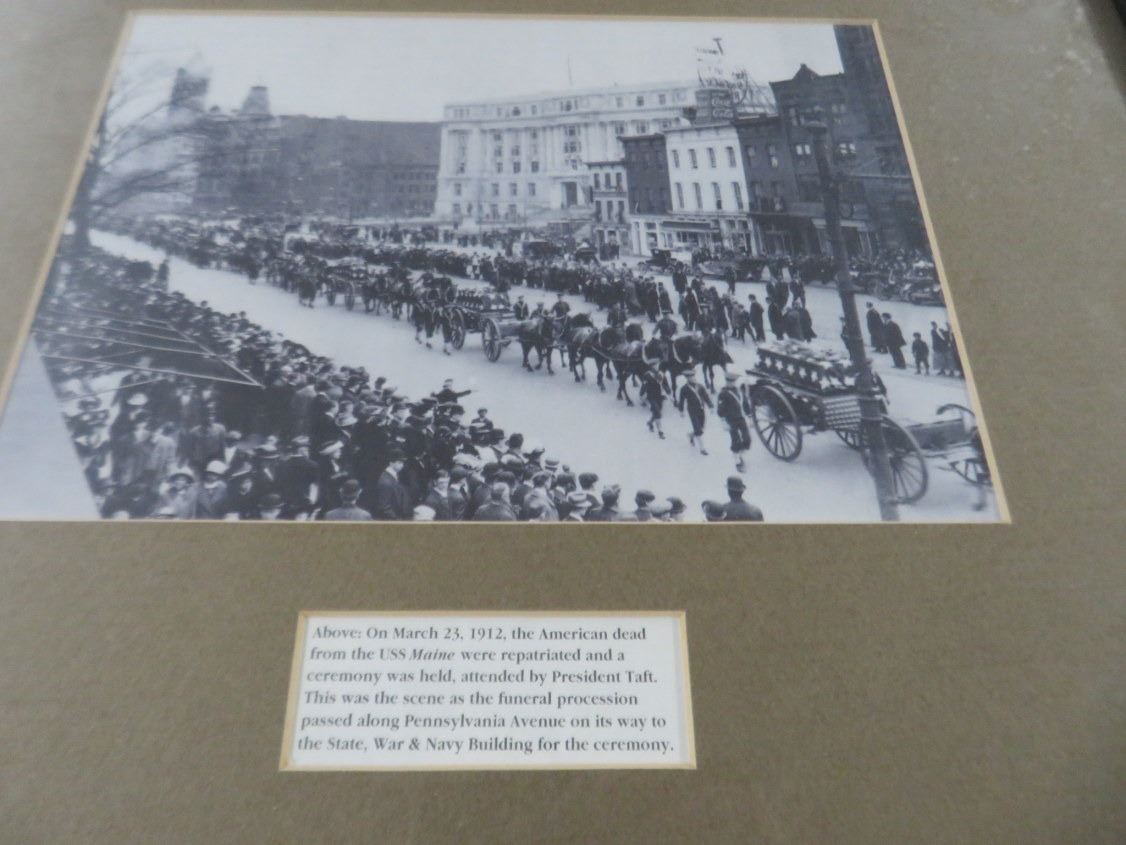 Coca
Cola
Above: On March 23, 1912, the American dead
from the USS Maine were repatriated and a
ceremony was held, attended by President Taft.
This was the scene as the funeral procession
passed along Pennsylvania Avenue on its way to
the State, War & Navy Building for the ceremony.